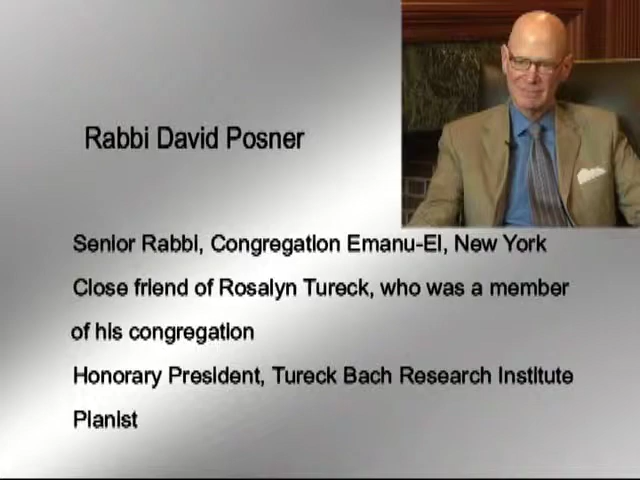 Rabbi David Posner
Senior Rabbi, Congregation Emanu-El, New York
Close friend of Rosalyn Tureck, who was a member
of his congregation
Honorary President, Tureck Bach Research Institute
Pianist